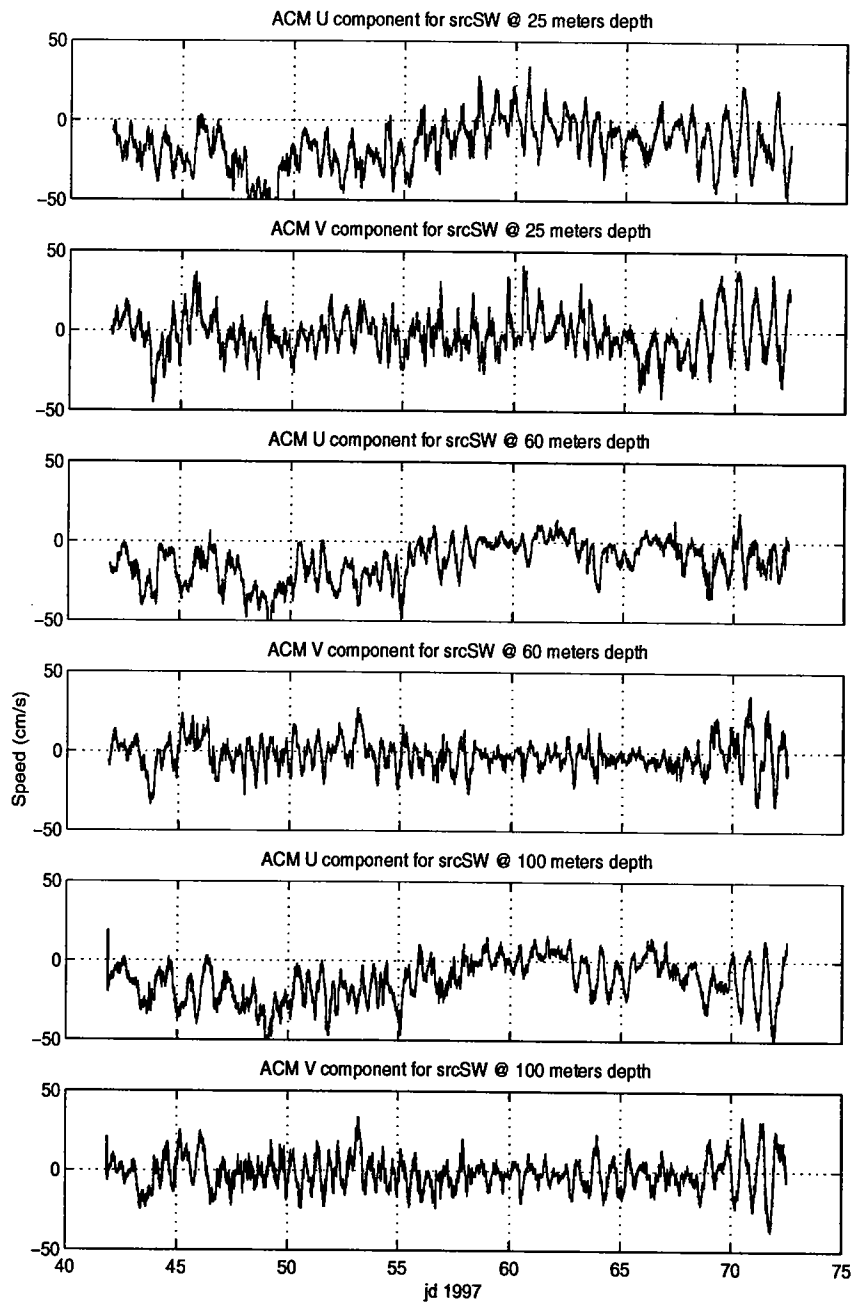 ACM U component for srcSW @ 25 meters depth
50
0
−50
ACM V component for srcSW @ 25 meters depth
50
0
−50
ACM U component for srcSW @ 60 meters depth
50
0
−50
ACM V component for srcSW @ 60 meters depth
50
0
−50
Speed (cm/s)
ACM U component for srcSW @ 100 meters depth
50
0
−50
ACM V component for srcSW @ 100 meters depth
50
0
−50
40 45 50 55 60 65 70 75
jd 1997